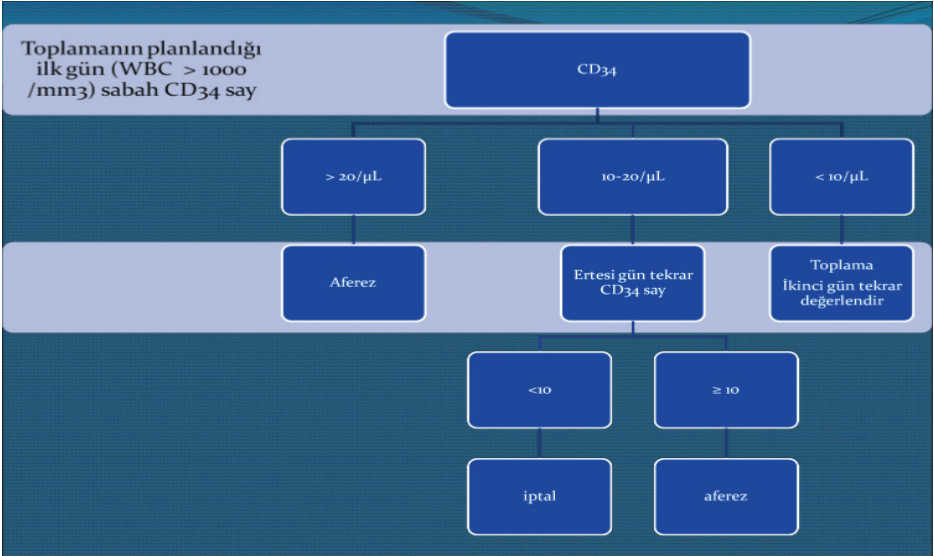 Toplamanın planlandığı
ilk gün (WBC > 1000
/mm3) sabah CD34 say
CD34
> 20/µL
10-20/µL
< 10/µL
Aferez
Ertesi gün tekrar
CD34 say
Toplama
İkinci gün tekrar
değerlendir
<10
≥ 10
iptal
aferez